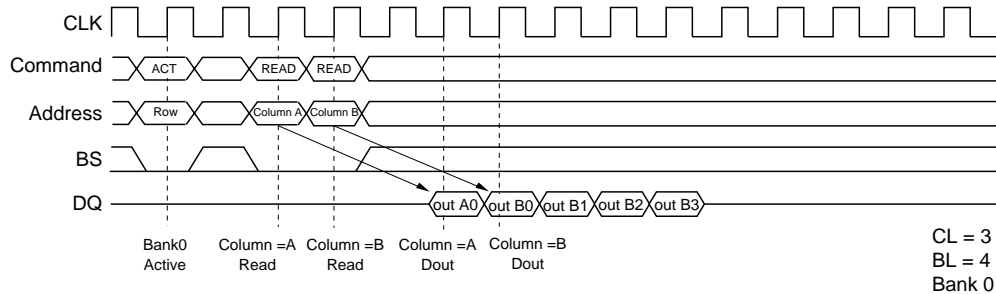 CLK
Command ACT READ READ
Address Row Column A Column B
BS
DQ out A0 out B0 out B1 out B2 out B3
Bank0 Column =A Column =B Column =A Column =B
Active Read Read Dout Dout
CL = 3
BL = 4
Bank 0